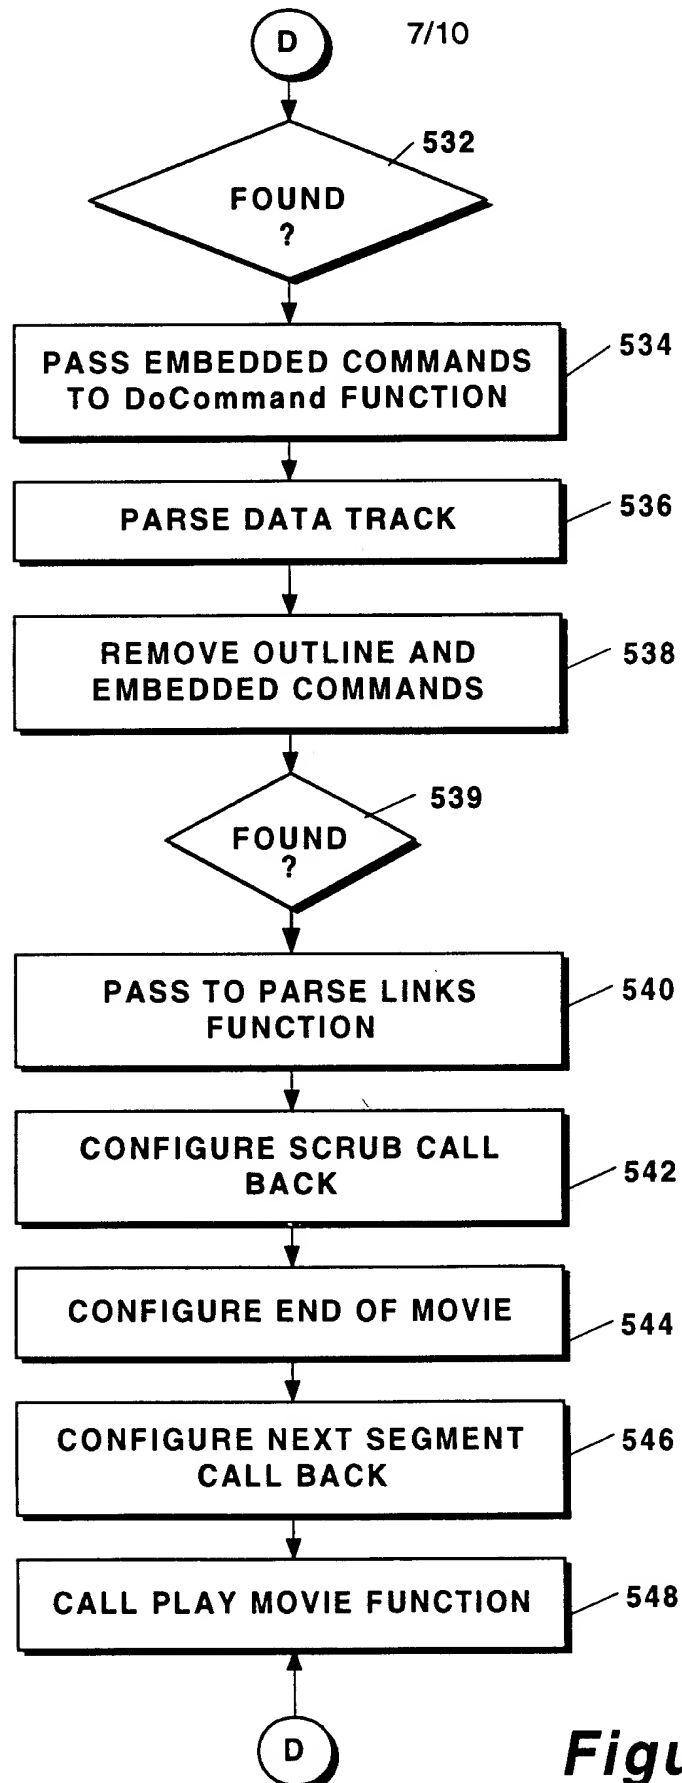 D
7/10
532
FOUND
?
534
PASS EMBEDDED COMMANDS
TO DoCommand FUNCTION
536
PARSE DATA TRACK
538
REMOVE OUTLINE AND
EMBEDDED COMMANDS
539
FOUND
?
540
PASS TO PARSE LINKS
FUNCTION
CONFIGURE SCRUB CALL
BACK
542
CONFIGURE END OF MOVIE
544
CONFIGURE NEXT SEGMENT
CALL BACK
546
CALL PLAY MOVIE FUNCTION
548
D
Figu